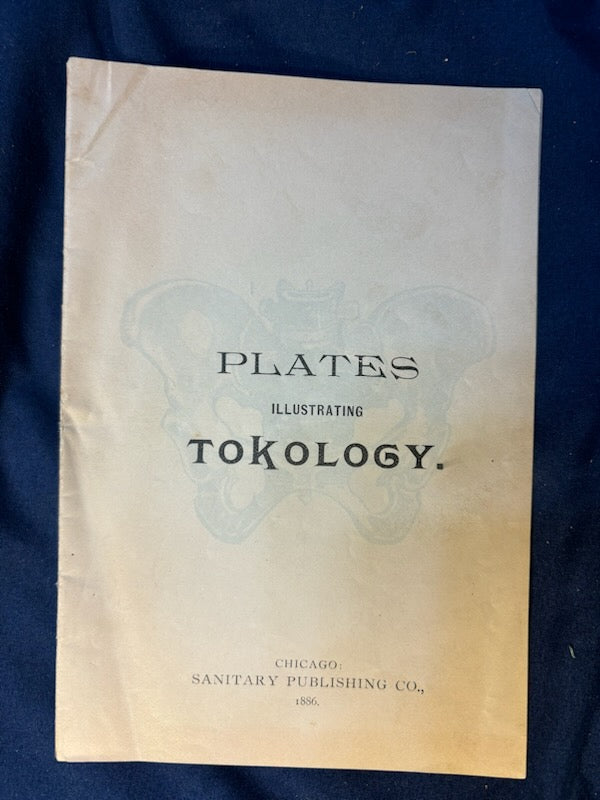 PLATES
ILLUSTRATING
TOKOLOGY.
CHICAGO:
SANITARY PUBLISHING CO.,
1886.